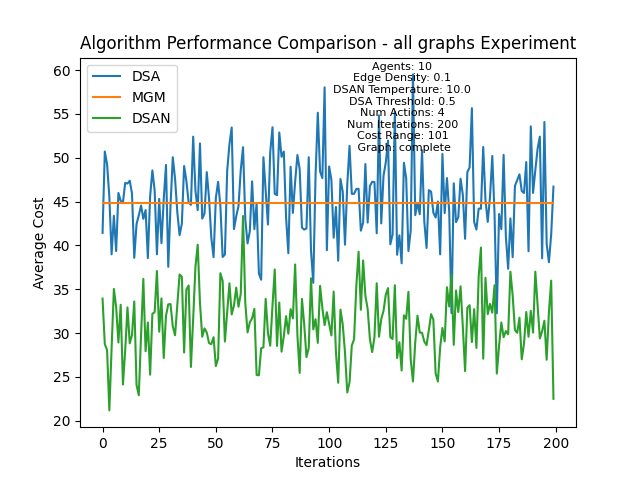 Algorithm Performance Comparison - all graphs Experiment
DSA
MGM
DSAN
Agents: 10
Edge Density: 0.1
DSAN Temperature: 10.0
DSA Threshold: 0.5
Num Actions: 4
Num Iterations: 200
Cost Range: 101
Graph: complete
Average Cost
60
55
50
45
40
35
30
25
20
0 25 50 75 100 125 150 175 200
Iterations